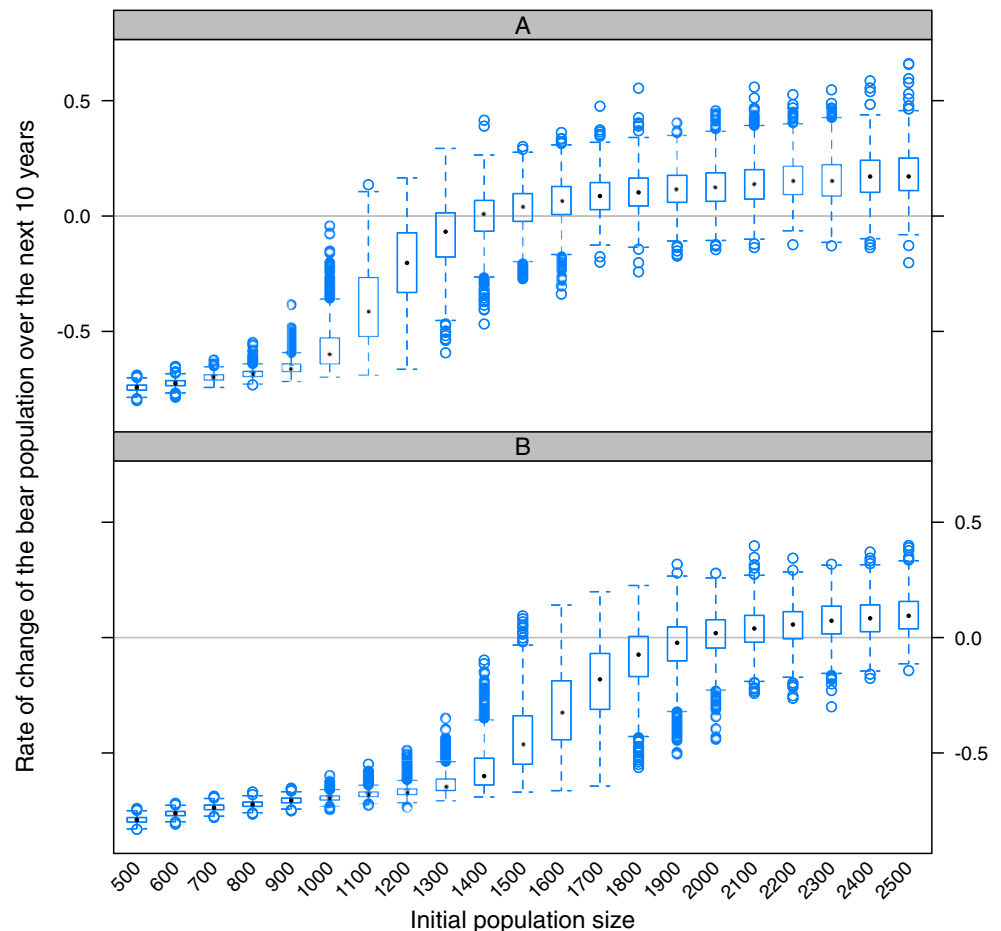 A
0.5
0.0
-0.5
B
0.5
0.0
-0.5
Rate of change of the bear population over the next 10 years
500 600 700 800 900 1000 1100 1200 1300 1400 1500 1600 1700 1800 1900 2000 2100 2200 2300 2400 2500
Initial population size